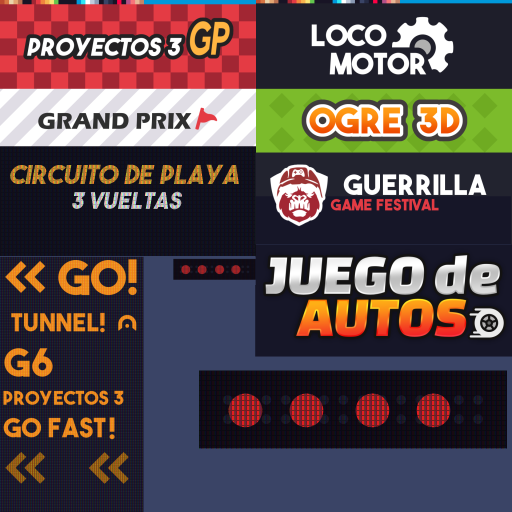 PROYECTOS 3 GP
GRAND PRIX
CIRCUITO DE PLAYA
3 VUELTAS
<< GO!
TUNNEL!
G6
PROYECTOS 3
GO FAST!
<< <<
LOCO
MOTOR
OGRE 3D
GUERRILLA
GAME FESTIVAL
JUEGO de
AUTOS